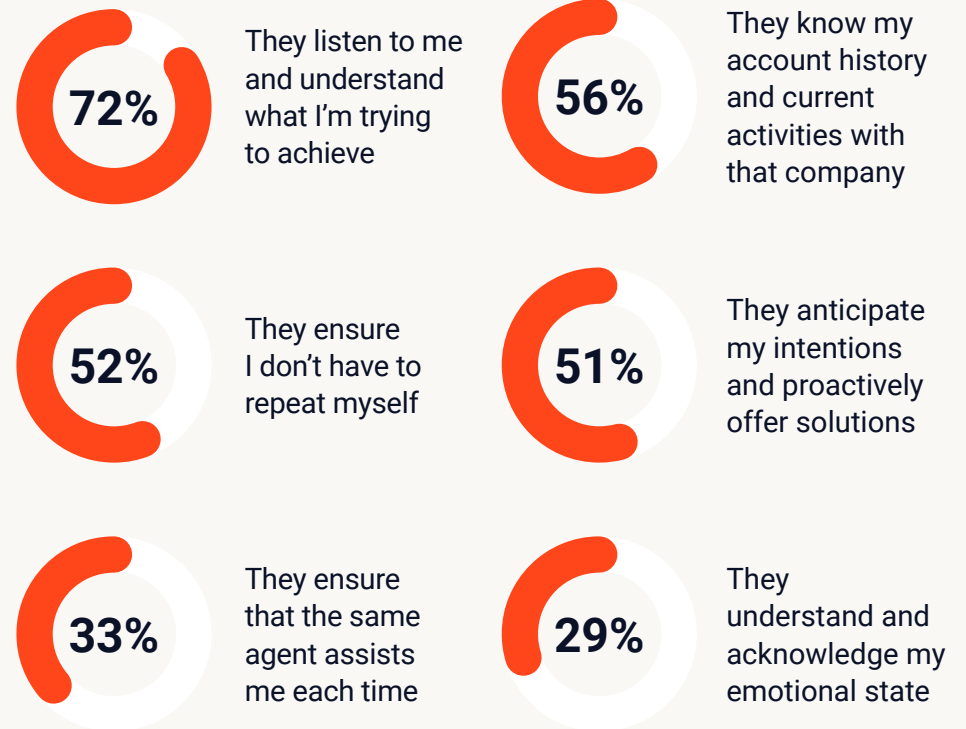 72%
They listen to me
and understand
what I’m trying
to achieve
56%
They know my
account history
and current
activities with
that company
52%
They ensure
I don’t have to
repeat myself
51%
They anticipate
my intentions
and proactively
offer solutions
33%
They ensure
that the same
agent assists
me each time
29%
They
understand and
acknowledge my
emotional state